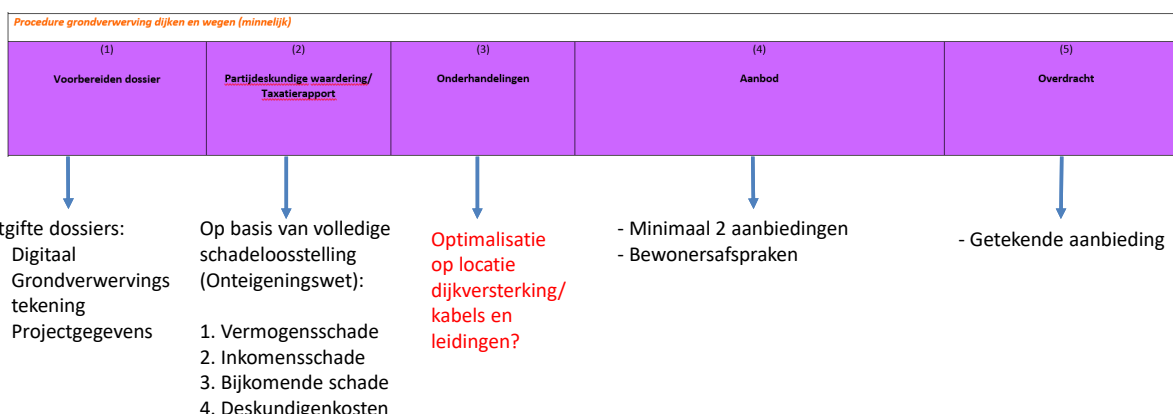 Procedure grondverwerving dijken en wegen (minnelijk)
(1)
Voorbereiden dossier
(2)
Partijdeskundige waardering/
Taxatierapport
(3)
Onderhandelingen
(4)
Aanbod
(5)
Overdracht
tgifte dossiers:
Digitaal
Grondverwervings
tekening
Projectgegevens
Op basis van volledige
schadeloosstelling
(Onteigeningswet):
1. Vermogensschade
2. Inkomensschade
3. Bijkomende schade
4. Deskundigenkosten
Optimalisatie
op locatie
dijkversterking/
kabels en
leidingen?
- Minimaal 2 aanbiedingen
- Bewonersafspraken
- Getekende aanbieding